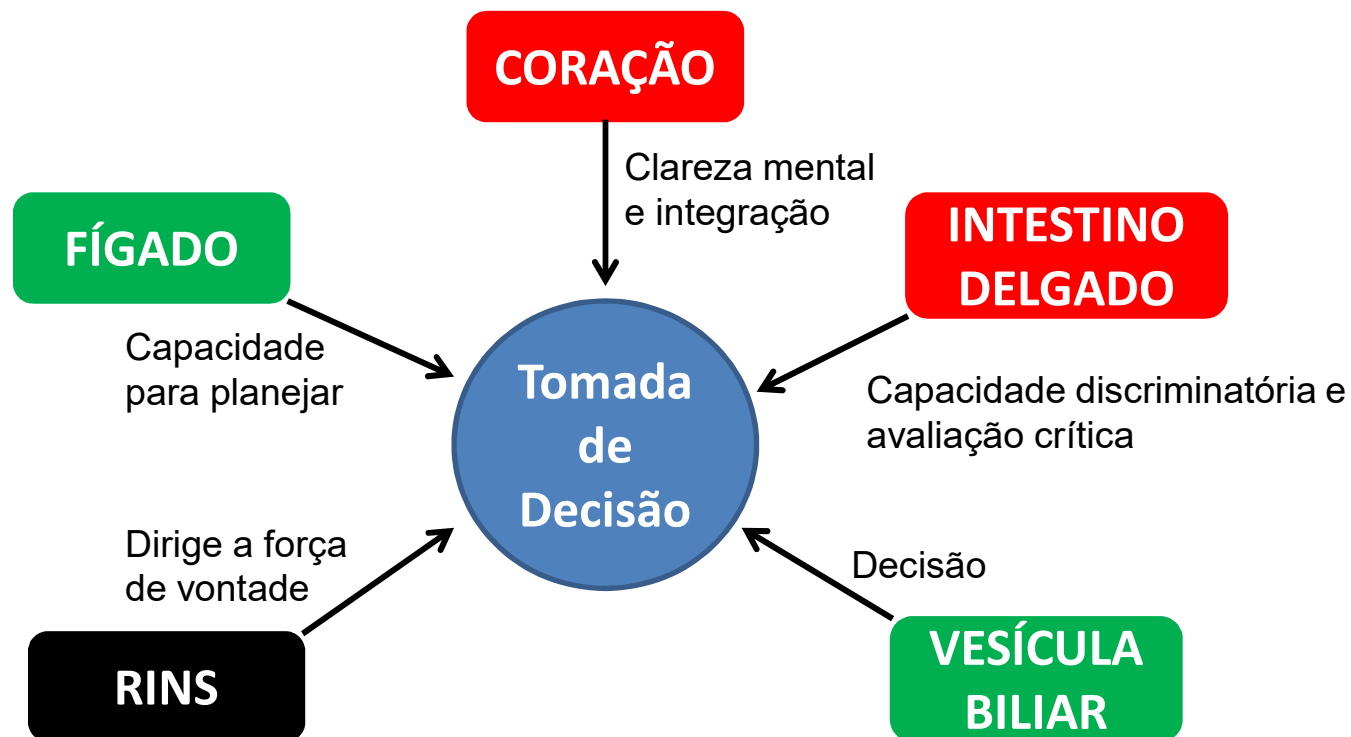 CORAÇÃO
Clareza mental
e integração
FÍGADO
INTESTINO
DELGADO
Capacidade
para planejar
Tomada
de
Decisão
Capacidade discriminatória e
avaliação crítica
Dirige a força
de vontade
Decisão
RINS
VESÍCULA
BILIAR